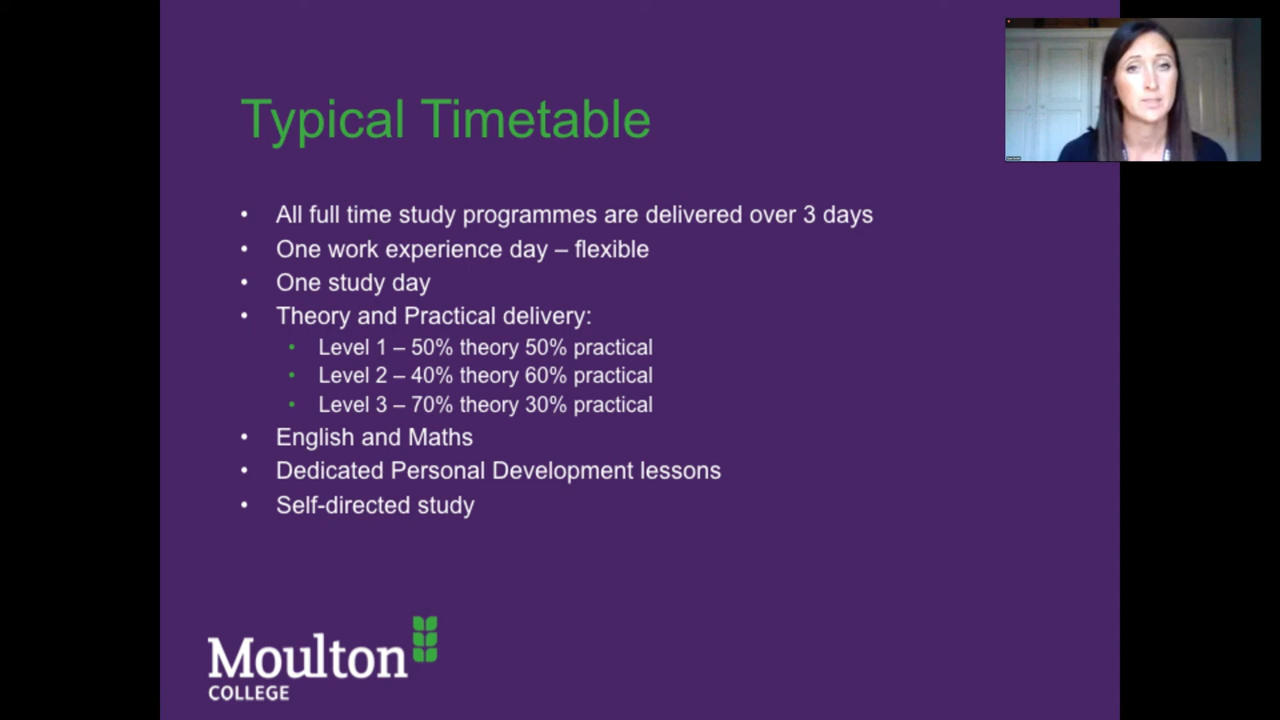 Typical Timetable
• All full time study programmes are delivered over 3 days
• One work experience day – flexible
• One study day
• Theory and Practical delivery:
• Level 1 – 50% theory 50% practical
• Level 2 – 40% theory 60% practical
• Level 3 – 70% theory 30% practical
• English and Maths
• Dedicated Personal Development lessons
• Self-directed study
Moulton
COLLEGE